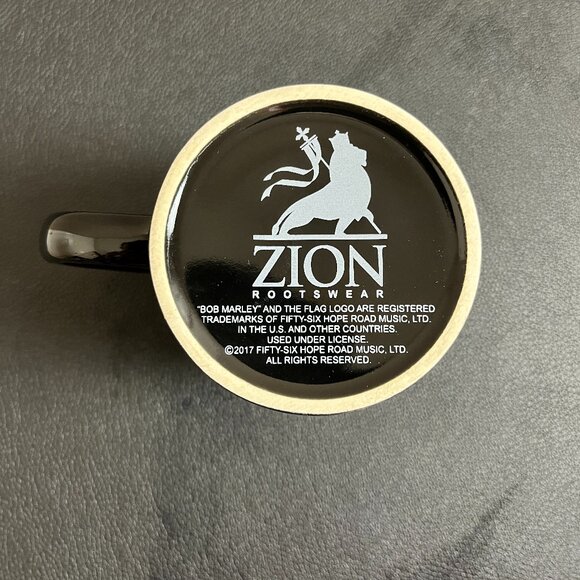 ZION
ROOTSWEAR
"BOB MARLEY" AND THE FLAG LOGO ARE REGISTERED
TRADEMARKS OF FIFTY-SIX HOPE ROAD MUSIC, LTD.
IN THE U.S. AND OTHER COUNTRIES.
USED UNDER LICENSE.
©2017 FIFTY-SIX HOPE ROAD MUSIC, LTD.
ALL RIGHTS RESERVED.